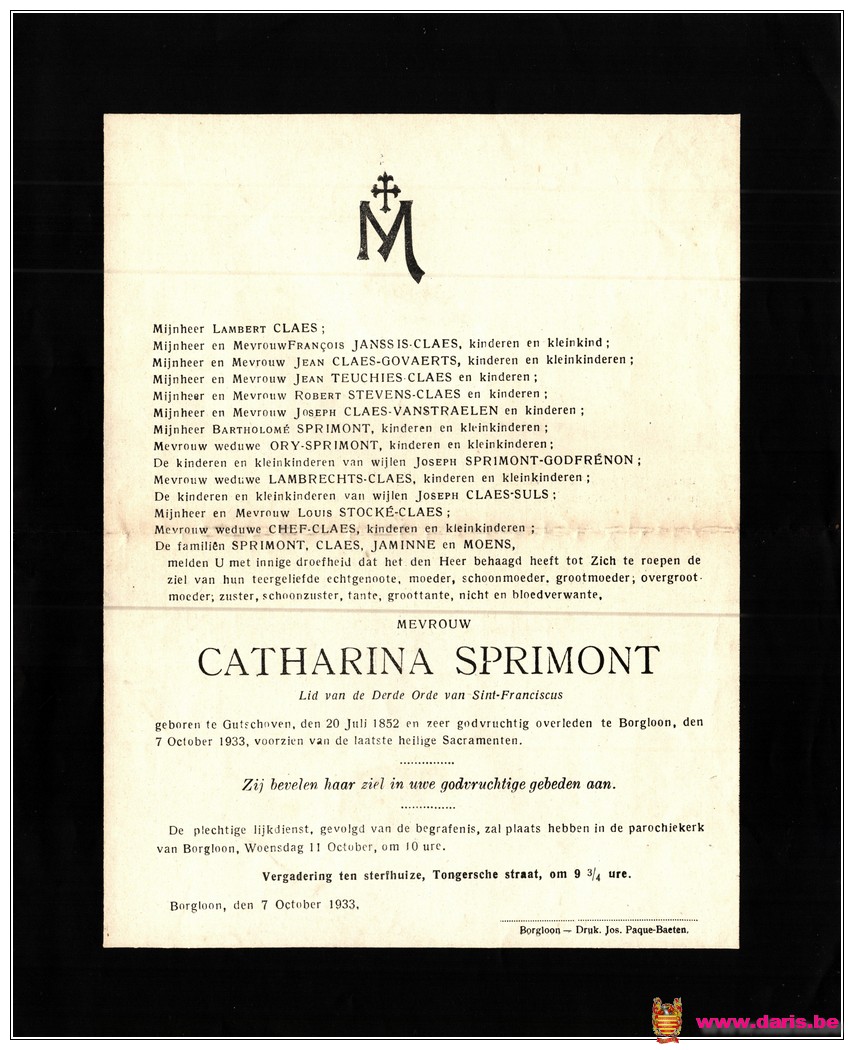 M
Mijnheer LAMBERT CLAES ;
Mijnheer en MevrouwFRANÇOIS JANSSIS-CLAES, kinderen en kleinkind ;
Mijnheer en Mevrouw JEAN CLAES-GOVAERTS, kinderen en kleinkinderen ;
Mijnheer en Mevrouw JEAN TEUCHIES-CLAES en kinderen ;
Mijnheer en Mevrouw ROBERT STEVENS-CLAES en kinderen ;
Mijnheer en Mevrouw JOSEPH CLAES-VANSTRAELEN en kinderen ;
Mijnheer BARTHOLOMÉ SPRIMONT, kinderen en kleinkinderen ;
Mevrouw weduwe ORY-SPRIMONT, kinderen en kleinkinderen ;
De kinderen en kleinkinderen van wijlen JOSEPH SPRIMONT-GODFRÉNON ;
Mevrouw weduwe LAMBRECHTS-CLAES, kinderen en kleinkinderen ;
De kinderen en kleinkinderen van wijlen JOSEPH CLAES-SULS ;
Mijnheer en Mevrouw LOUIS STOCKÉ-CLAES ;
Mevrouw weduwe CHEF-CLAES, kinderen en kleinkinderen ;
De familiën SPRIMONT, CLAES, JAMINNE en MOENS,
melden U met innige droefheid dat het den Heer behaagd heeft tot Zich te roepen de
ziel van hun teergeliefde echtgenoote, moeder, schoonmoeder, grootmoeder; overgroot-
moeder; zuster, schoonzuster, tante, groottante, nicht en bloedverwante,
MEVROUW
CATHARINA SPRIMONT
Lid van de Derde Orde van Sint-Franciscus
geboren te Gutschoven, den 20 Juli 1852 en zeer godvruchtig overleden te Borgloon, den
7 October 1933, voorzien van de laatste heilige Sacramenten.
Zij bevelen haar ziel in uwe godvruchtige gebeden aan.
De plechtige lijkdienst, gevolgd van de begrafenis, zal plaats hebben in de parochiekerk
van Borgloon, Woensdag 11 October, om 10 ure.
Vergadering ten sterfhuize, Tongersche straat, om 9 3/4 ure.
Borgloon, den 7 October 1933.
Borgloon — Druk. Jos. Paque-Baeten.
www.daris.be